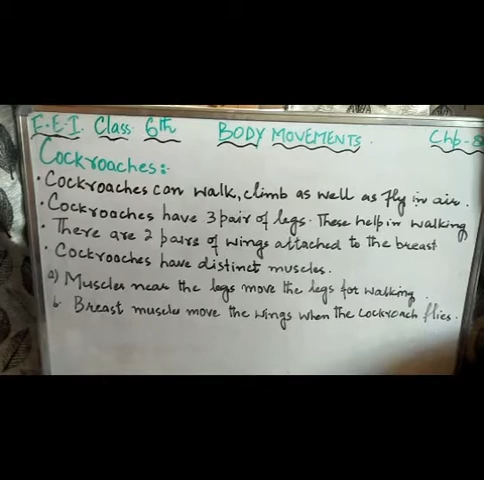 E.E.I. Class 6th BODY MOVEMENTS. Chp-8
Cockroaches:-
• Cockroaches can walk, climb as well as fly in air.
• Cockroaches have 3 pair of legs. These help in walking
• There are 2 pairs of wings attached to the breast
• Cockroaches have distinct muscles.
a) Muscles near the legs move the legs for walking.
b. Breast muscles move the wings when the Cockroach flies.